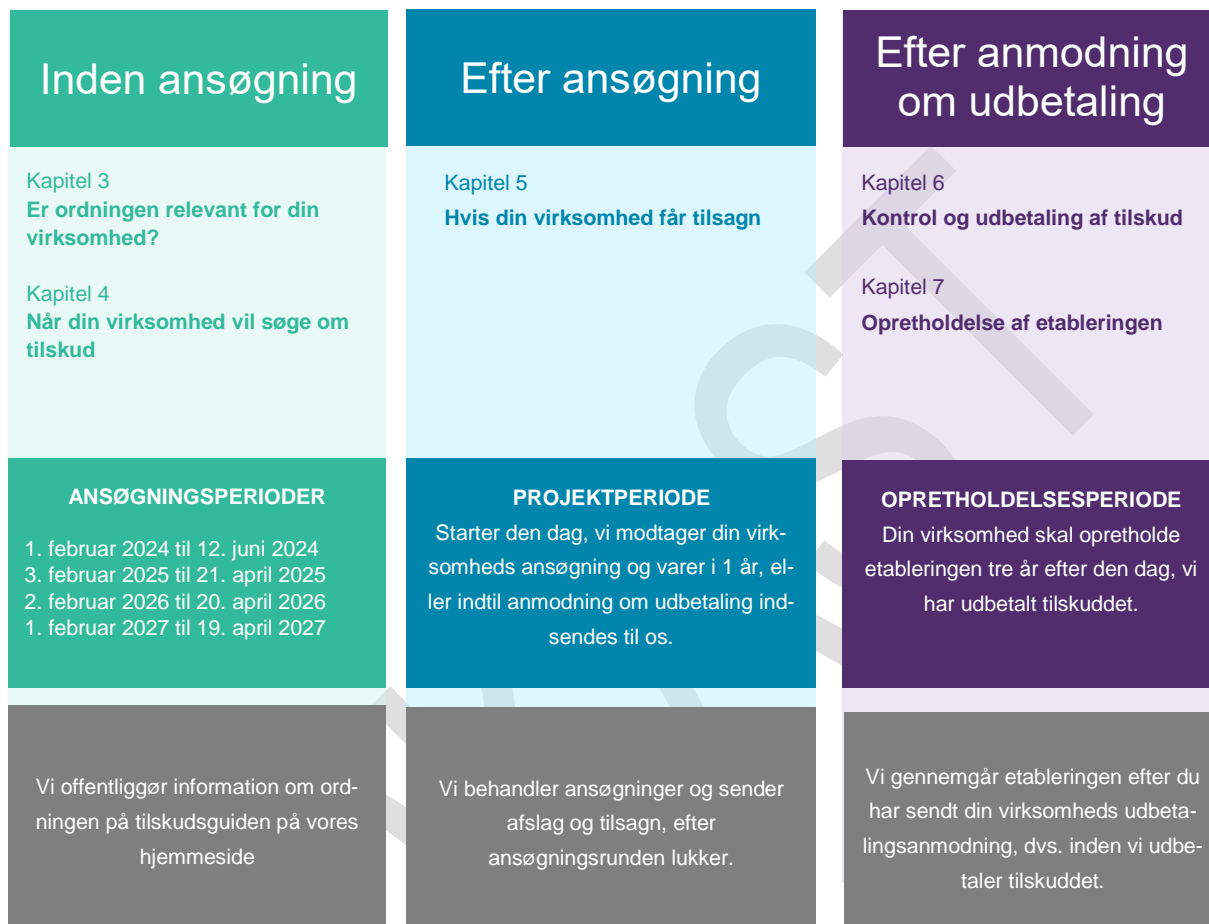 Inden ansøgning
Kapitel 3
Er ordningen relevant for din
virksomhed?
Kapitel 4
Når din virksomhed vil søge om
tilskud
ANSØGNINGSPERIODER
1. februar 2024 til 12. juni 2024
3. februar 2025 til 21. april 2025
2. februar 2026 til 20. april 2026
1. februar 2027 til 19. april 2027
Vi offentliggør information om ord-
ningen på tilskudsguiden på vores
hjemmeside
Efter ansøgning
Kapitel 5
Hvis din virksomhed får tilsagn
PROJEKTPERIODE
Starter den dag, vi modtager din virk-
somheds ansøgning og varer i 1 år, el-
ler indtil anmodning om udbetaling ind-
sendes til os.
Vi behandler ansøgninger og sender
afslag og tilsagn, efter
ansøgningsrunden lukker.
Efter anmodning
om udbetaling
Kapitel 6
Kontrol og udbetaling af tilskud
Kapitel 7
Opretholdelse af etableringen
OPRETHOLDELSESPERIODE
Din virksomhed skal opretholde
etableringen tre år efter den dag, vi
har udbetalt tilskuddet.
Vi gennemgår etableringen efter du
har sendt din virksomheds udbeta-
lingsanmodning, dvs. inden vi udbe-
taler tilskuddet.